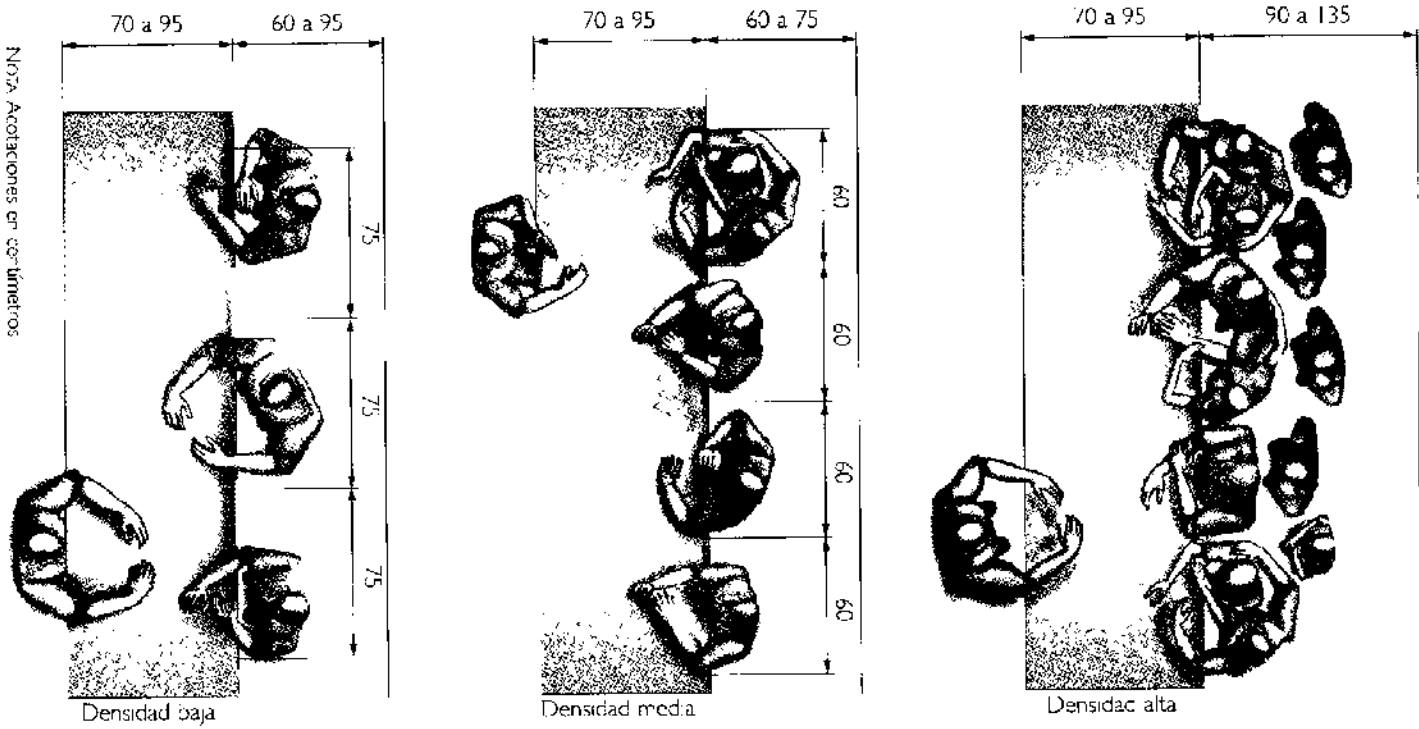 70 a 95
60 a 95
70 a 95
60 a 75
70 a 95
90 a 135
Nota Acotaciones en centímetros
75
75
75
60
60
60
60
Densidad baja
Densidad media
Densidad alta